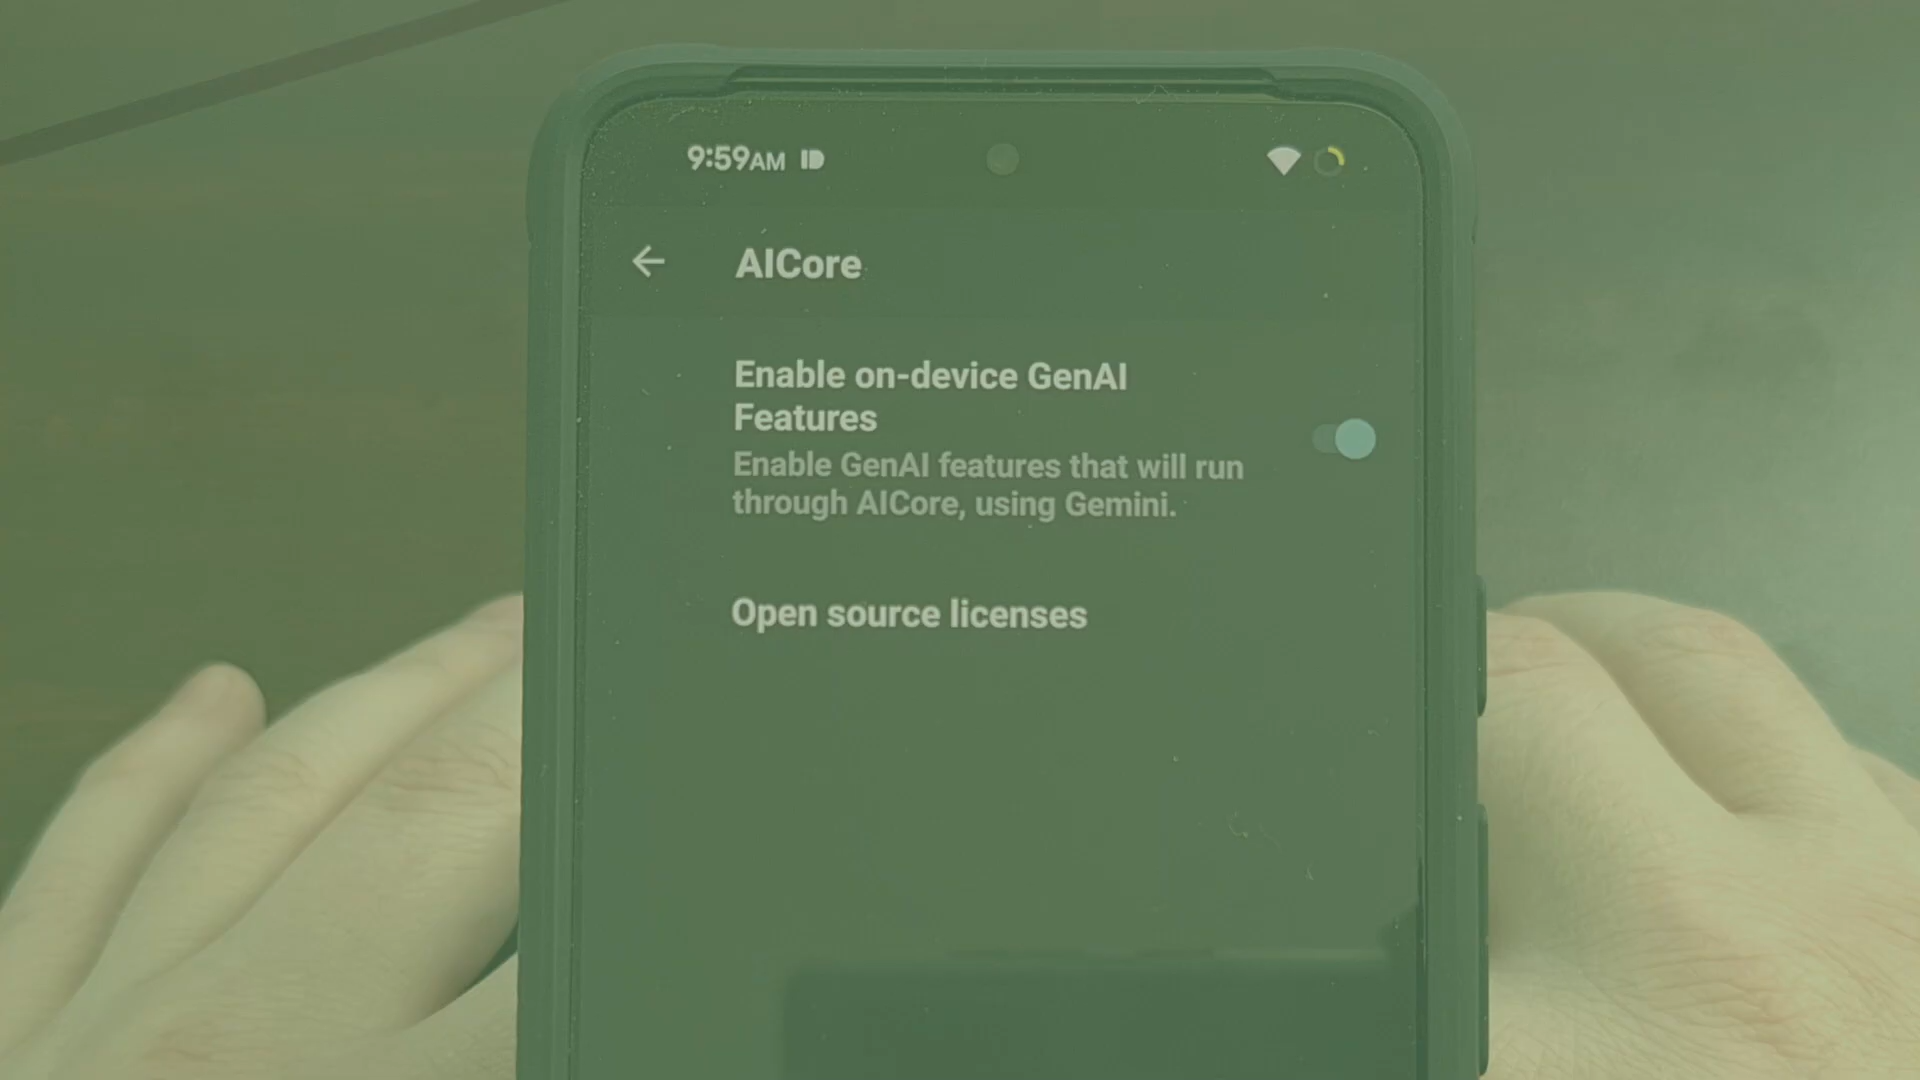 9:59AM
AICore
Enable on-device GenAI
Features
Enable GenAI features that will run
through AICore, using Gemini.
Open source licenses